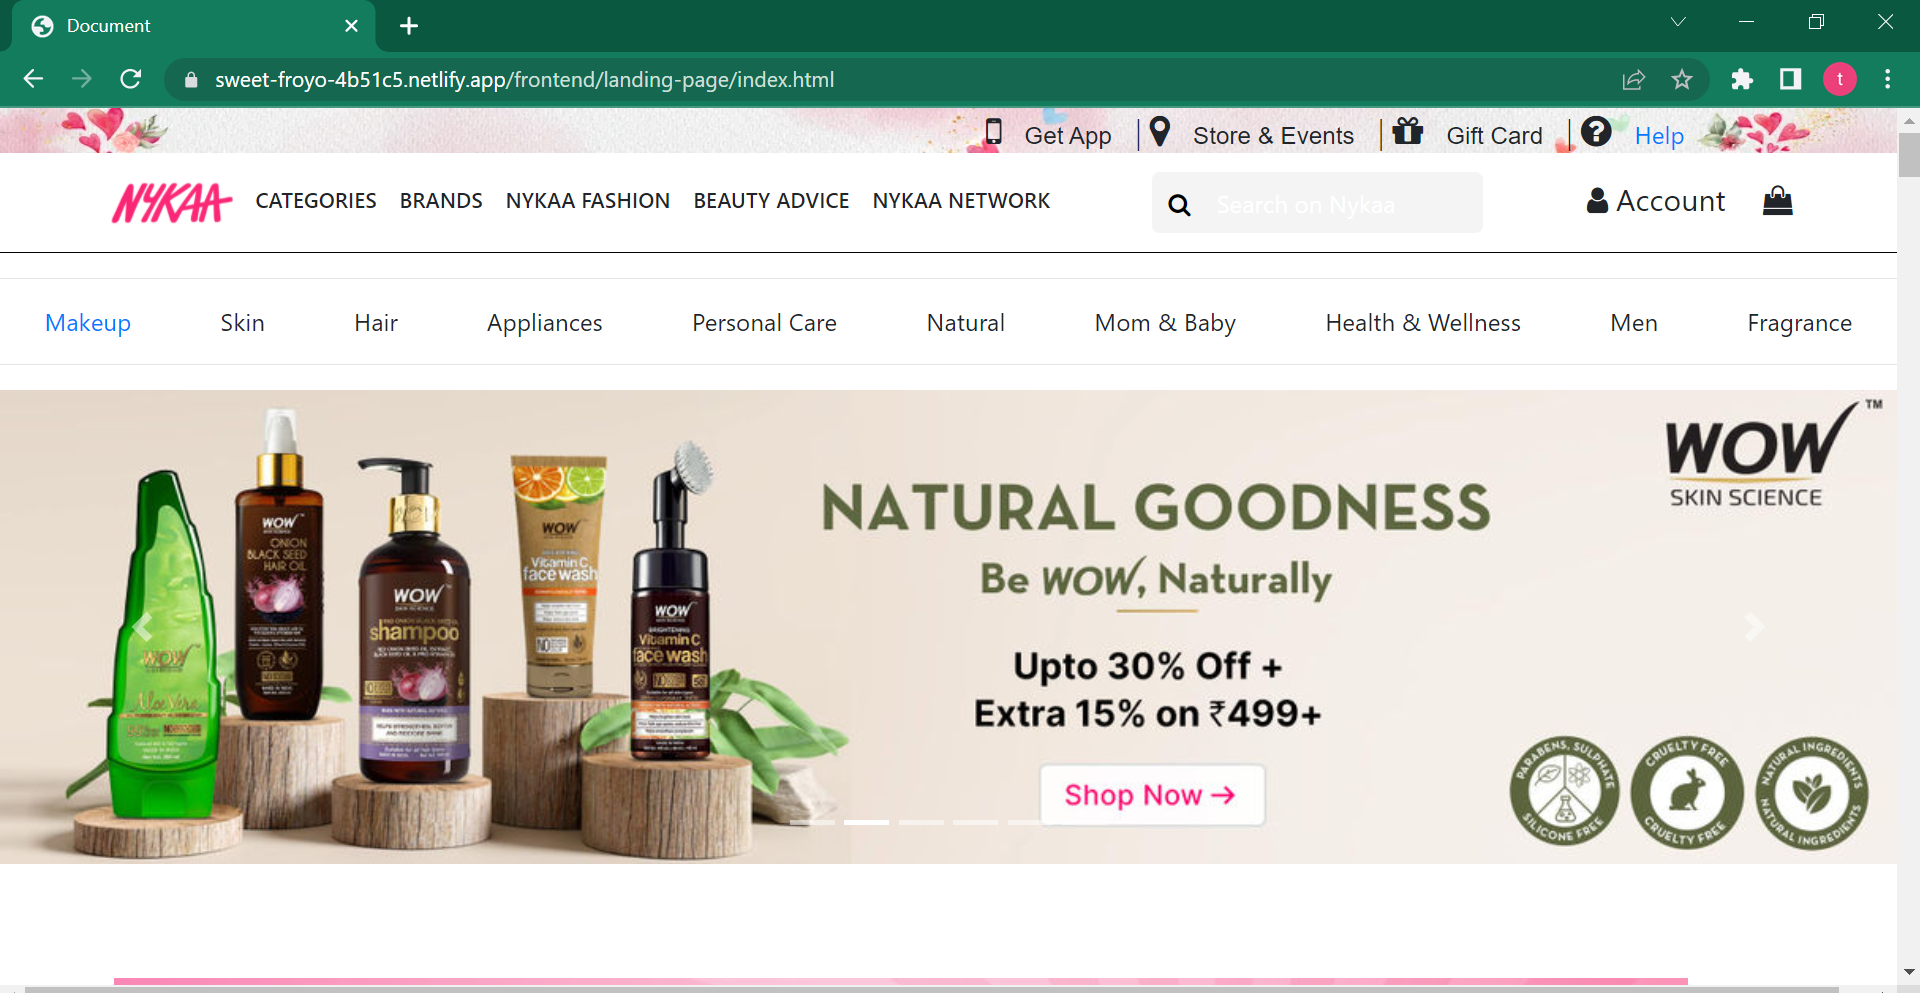 Document
sweet-froyo-4b51c5.netlify.app/frontend/landing-page/index.html
t
Get App
Store & Events
Gift Card
Help
NYKAA
CATEGORIES
BRANDS
NYKAA FASHION
BEAUTY ADVICE
NYKAA NETWORK
Search on Nykaa
Account
Makeup
Skin
Hair
Appliances
Personal Care
Natural
Mom & Baby
Health & Wellness
Men
Fragrance
WOW
Aloe Vera
WOW
ONION
BLACK SEED
HAIR OIL
WOW
SKIN SCIENCE
shampoo
WOW
Vitamin C
face wash
WOW
BRIGHTENING
Vitamin C
face wash
NATURAL GOODNESS
Be WOW, Naturally
Upto 30% Off +
Extra 15% on ₹499+
Shop Now →
WOW™
SKIN SCIENCE
PARABENS, SULPHATE
SILICONE FREE
CRUELTY FREE
CRUELTY FREE
NATURAL INGREDIENTS
NATURAL INGREDIENTS